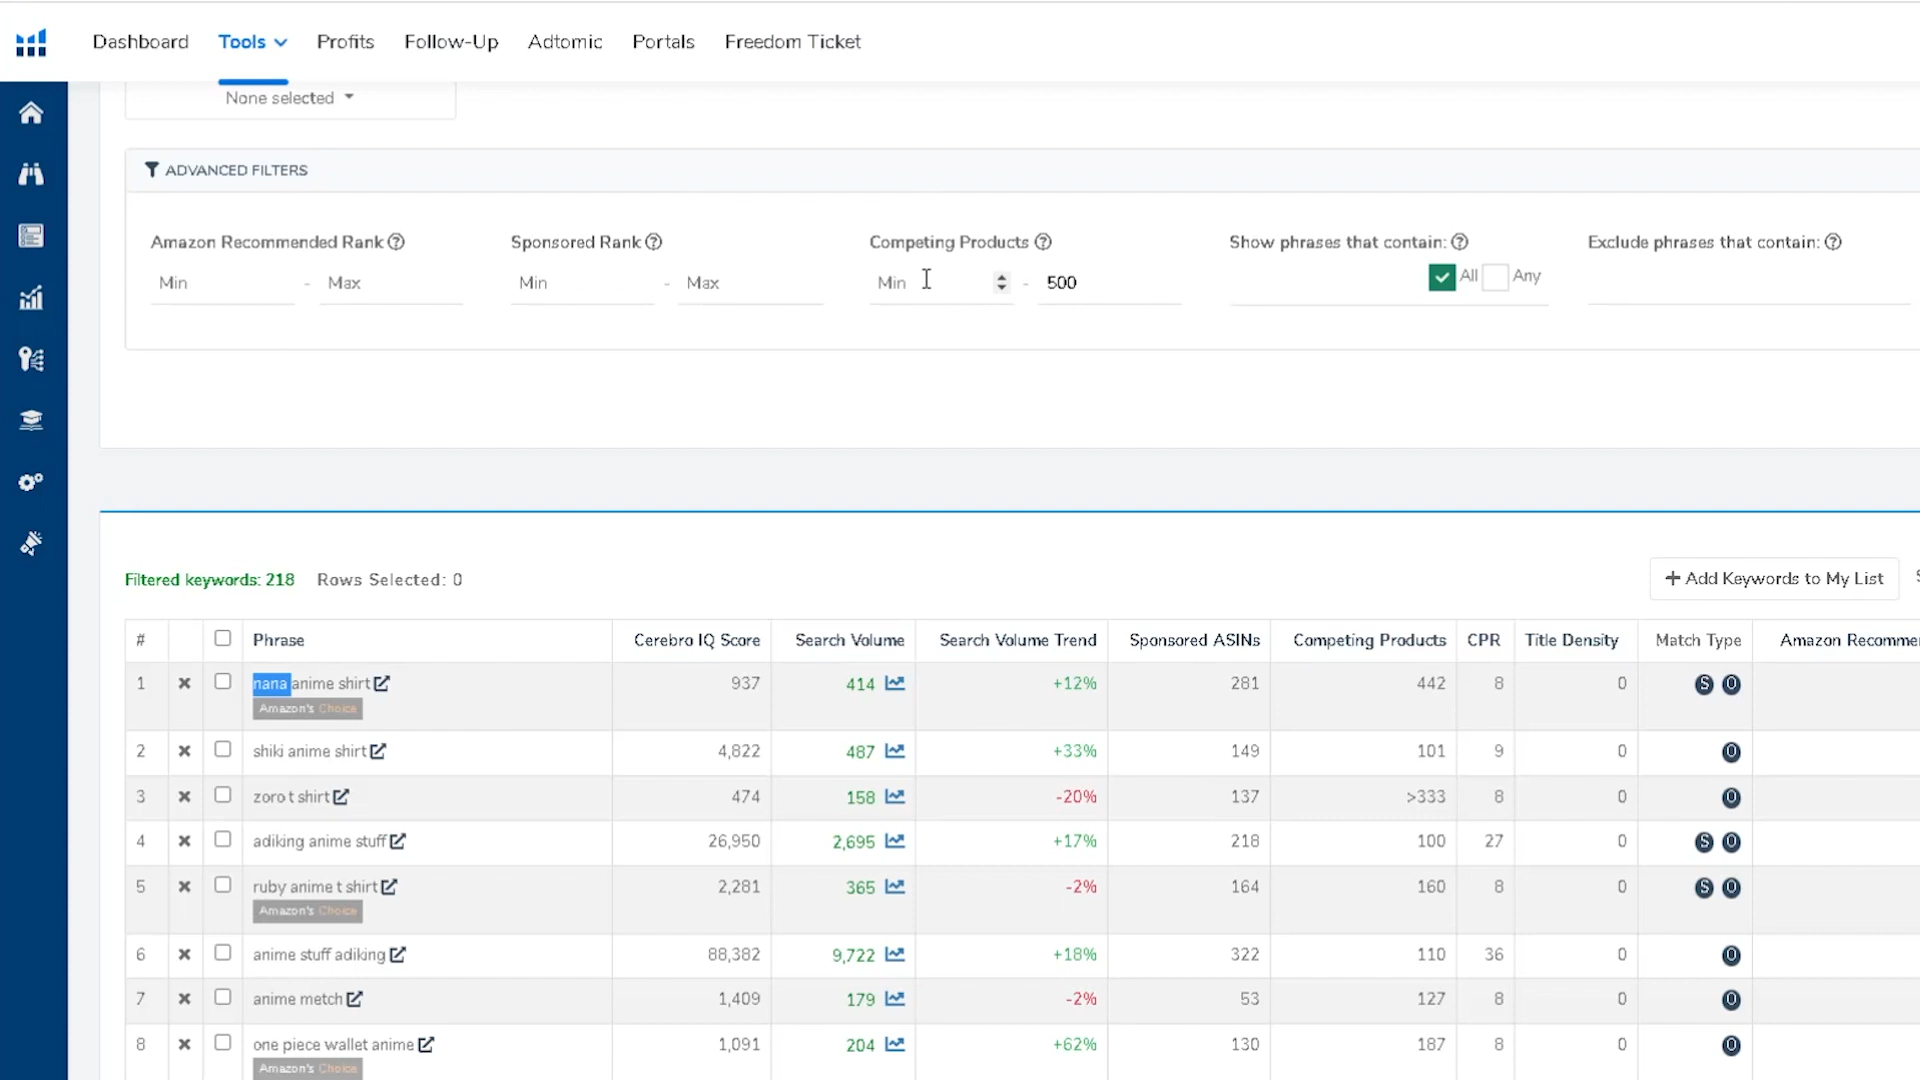 Dashboard Tools Profits Follow-Up Adtomic Portals Freedom Ticket
None selected
ADVANCED FILTERS
Amazon Recommended Rank Sponsored Rank Competing Products Show phrases that contain: Exclude phrases that contain:
Min - Max Min - Max Min - 500 All Any
Filtered keywords: 218 Rows Selected: 0 + Add Keywords to My List
# Phrase Cerebro IQ Score Search Volume Search Volume Trend Sponsored ASINs Competing Products CPR Title Density Match Type Amazon Recomme
1 nana anime shirt 937 414 +12% 281 442 8 0 S O
Amazon's Choice
2 shiki anime shirt 4,822 487 +33% 149 101 9 0 O
3 zoro t shirt 474 158 -20% 137 >333 8 0 O
4 adiking anime stuff 26,950 2,695 +17% 218 100 27 0 S O
5 ruby anime t shirt 2,281 365 -2% 164 160 8 0 S O
Amazon's Choice
6 anime stuff adiking 88,382 9,722 +18% 322 110 36 0 O
7 anime metch 1,409 179 -2% 53 127 8 0 O
8 one piece wallet anime 1,091 204 +62% 130 187 8 0 O
Amazon's Choice